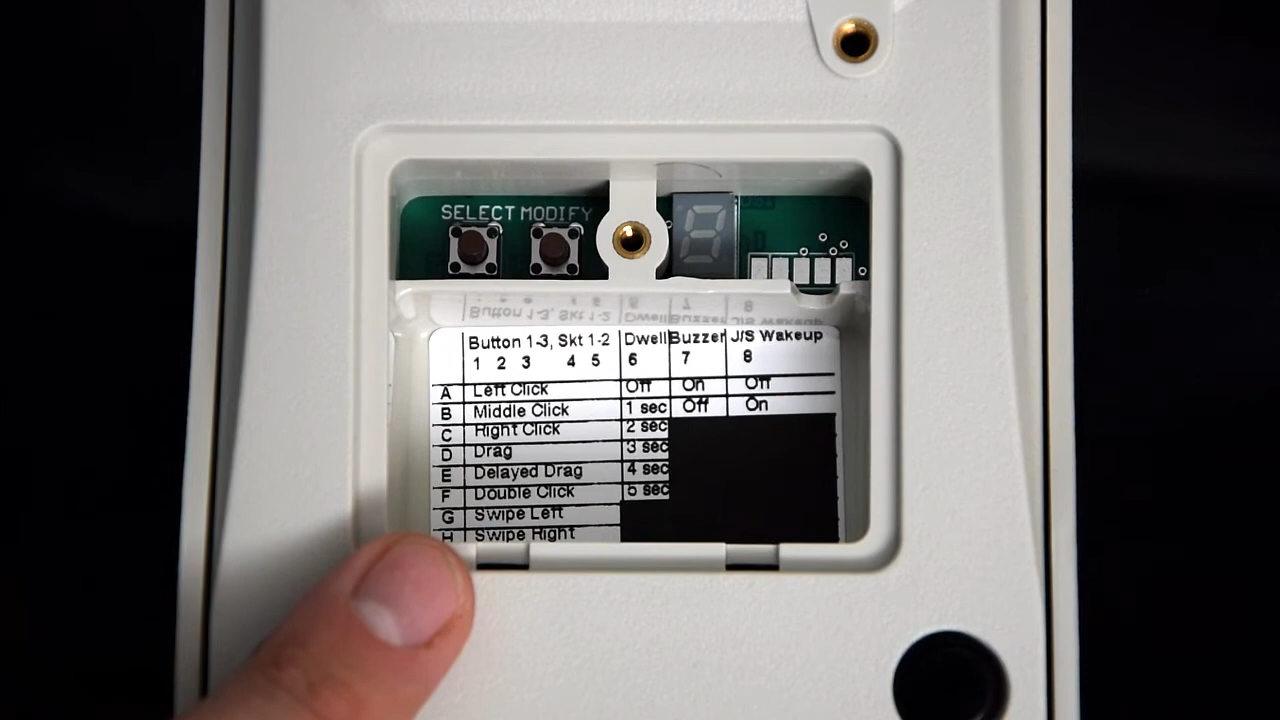 SELECT MODIFY
Button 1-3, Skt 1-2 Dwell Buzzer J/S Wakeup
1 2 3 4 5 6 7 8
A Left Click Off On Off
B Middle Click 1 sec Off On
C Right Click 2 sec
D Drag 3 sec
E Delayed Drag 4 sec
F Double Click 5 sec
G Swipe Left
H Swipe Right